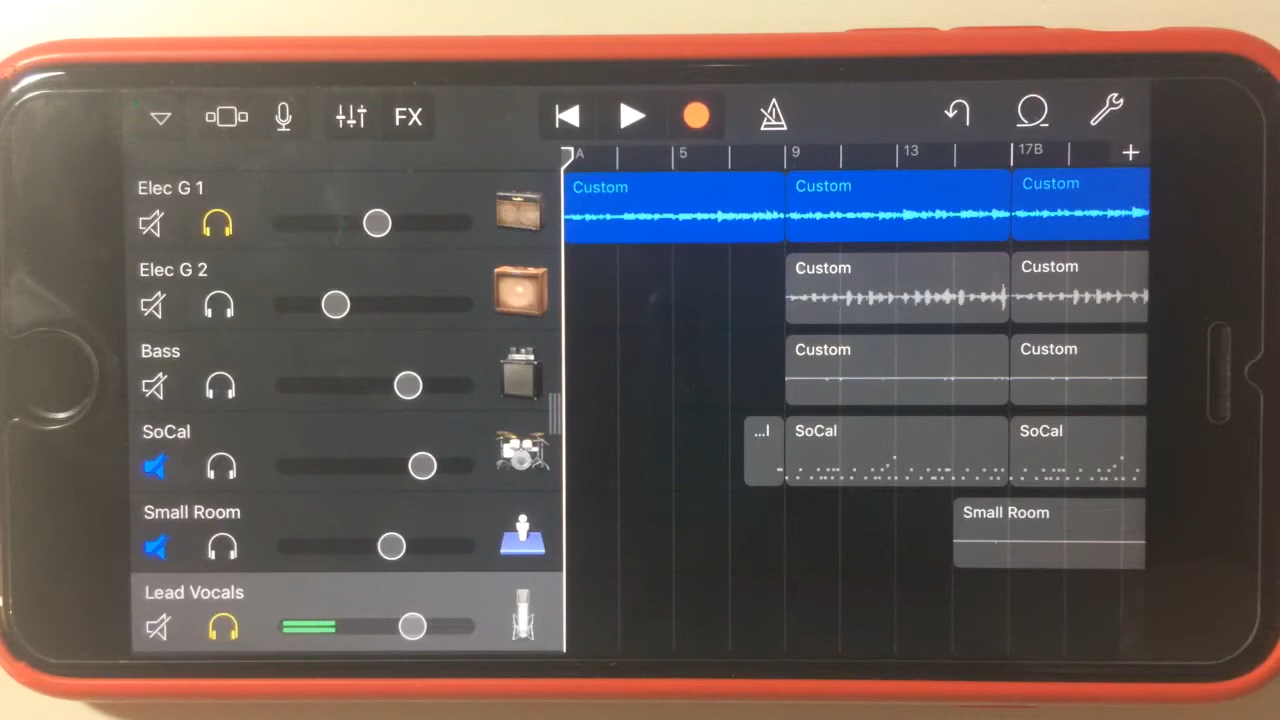 FX
A 5 9 13 17B +
Elec G 1
Custom Custom Custom
Elec G 2
Custom Custom
Bass
Custom Custom
SoCal
...l SoCal SoCal
Small Room
Small Room
Lead Vocals